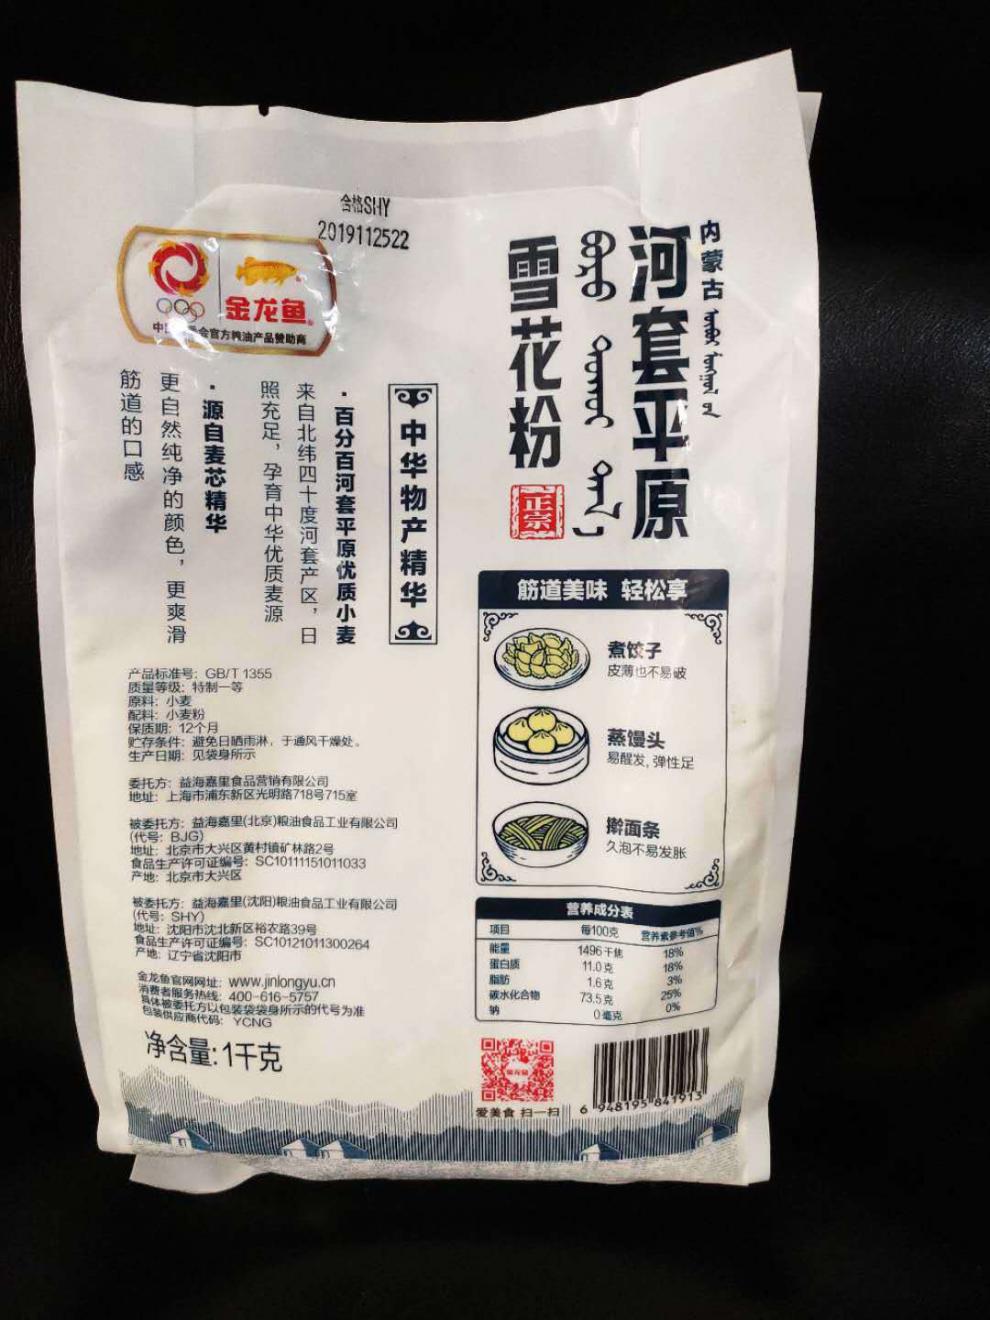 合格SHY
2019112522
金龙鱼
会官方粮油产品赞助商
内蒙古
河套平原
雪花粉
正宗
中华物产精华
·百分百河套平原优质小麦
来自北纬四十度河套产区，日
照充足，孕育中华优质麦源
·源自麦芯精华
更自然纯净的颜色，更爽滑
筋道的口感
筋道美味 轻松享
煮饺子
皮薄也不易破
蒸馒头
易醒发, 弹性足
擀面条
久泡不易发胀
产品标准号：GB/T 1355
质量等级：特制一等
原料：小麦
配料：小麦粉
保质期：12个月
贮存条件：避免日晒雨淋，于通风干燥处。
生产日期：见袋身所示
委托方：益海嘉里食品营销有限公司
地址：上海市浦东新区光明路718号715室
被委托方：益海嘉里(北京)粮油食品工业有限公司
(代号：BJG)
地址：北京市大兴区黄村镇矿林路2号
食品生产许可证编号：SC10111151011033
产地：北京市大兴区
被委托方：益海嘉里(沈阳)粮油食品工业有限公司
(代号：SHY)
地址：沈阳市沈北新区裕农路39号
食品生产许可证编号：SC10121011300264
产地：辽宁省沈阳市
金龙鱼官网网址：www.jinlongyu.cn
消费者服务热线：400-616-5757
具体被委托方以包装袋袋身所示的代号为准
包装供应商代码：YCNG
净含量:1千克
营养成分表
项目 每100克 营养素参考值%
能量 1496千焦 18%
蛋白质 11.0克 18%
脂肪 1.6克 3%
碳水化合物 73.5克 25%
钠 0毫克 0%
爱美食 扫一扫
6 948195 841913